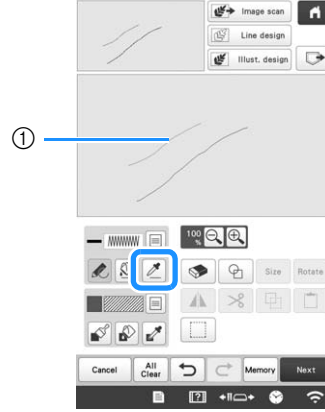 Image scan
Line design
Illust. design
①
100 %
Size Rotate
Cancel All Clear Memory Next